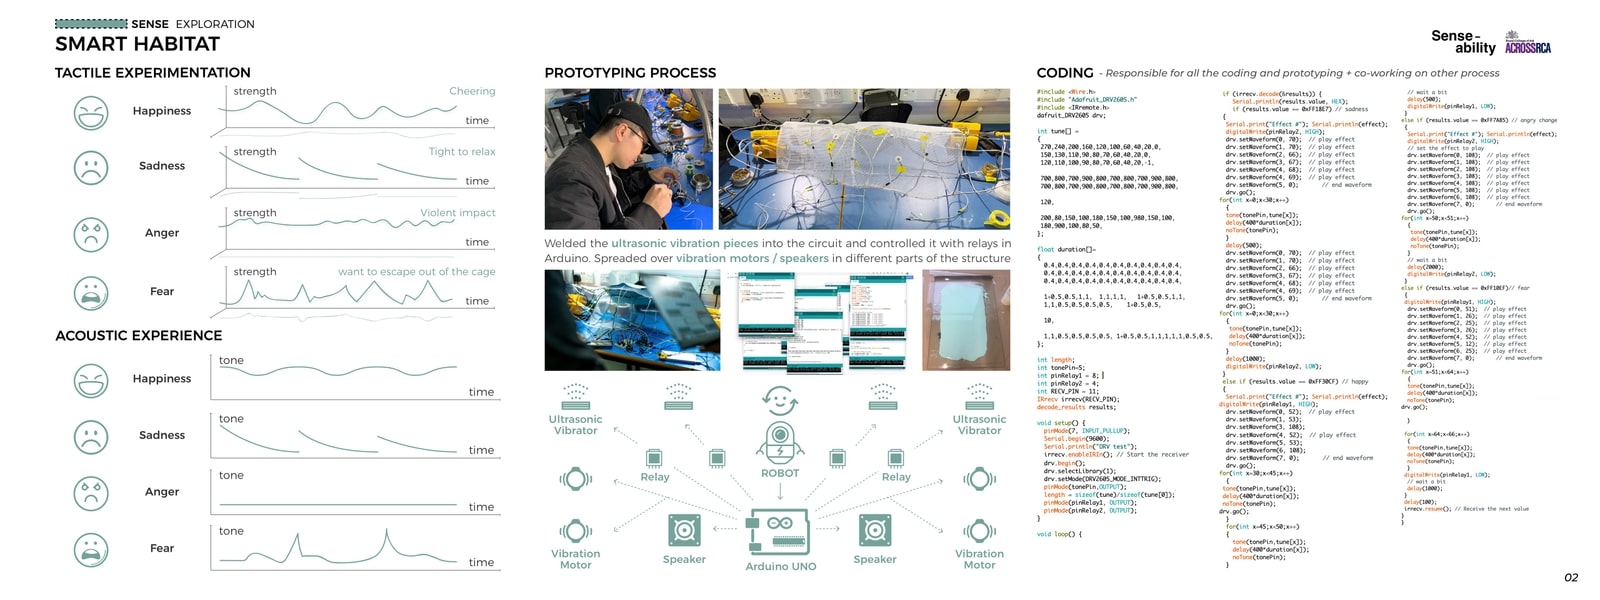 SENSE EXPLORATION
SMART HABITAT
Sense-
ability
ACROSSRCA
TACTILE EXPERIMENTATION
Happiness
strength
Cheering
time
Sadness
strength
Tight to relax
time
Anger
strength
Violent impact
time
Fear
strength
want to escape out of the cage
time
ACOUSTIC EXPERIENCE
Happiness
tone
time
Sadness
tone
time
Anger
tone
time
Fear
tone
time
PROTOTYPING PROCESS
Welded the ultrasonic vibration pieces into the circuit and controlled it with relays in
Arduino. Spreaded over vibration motors / speakers in different parts of the structure
Ultrasonic
Vibrator
Relay
ROBOT
Relay
Ultrasonic
Vibrator
Vibration
Motor
Speaker
Arduino UNO
Speaker
Vibration
Motor
CODING - Responsible for all the coding and prototyping + co-working on other process
#include <Wire.h>
#include "Adafruit_DRV2605.h"
#include <IRremote.h>
dafruit_DRV2605 drv;
int tune[] =
{
270,240,200,160,120,100,60,40,20,0,
150,130,110,90,80,70,60,40,20,0,
120,110,100,90,80,70,60,40,20,-1,
700,800,700,900,800,700,800,700,900,800,
700,800,700,900,800,700,800,700,900,800,
120,
200,80,150,100,180,150,100,980,150,100,
180,900,100,80,50,
};
float duration[]=
{
0.4,0.4,0.4,0.4,0.4,0.4,0.4,0.4,0.4,0.4,
0.4,0.4,0.4,0.4,0.4,0.4,0.4,0.4,0.4,0.4,
0.4,0.4,0.4,0.4,0.4,0.4,0.4,0.4,0.4,0.4,
1+0.5,0.5,1,1, 1,1,1,1, 1+0.5,0.5,1,1,
1,1,0.5,0.5,0.5,0.5, 1+0.5,0.5,
10,
1,1,0.5,0.5,0.5,0.5,0.5, 1+0.5,0.5,1,1,1,1,1,0.5,0.5,
};
int length;
int tonePin=5;
int pinRelay1 = 8;
int pinRelay2 = 4;
int RECV_PIN = 11;
IRrecv irrecv(RECV_PIN);
decode_results results;
void setup() {
pinMode(7, INPUT_PULLUP);
Serial.begin(9600);
Serial.println("DRV test");
irrecv.enableIRIn(); // Start the receiver
drv.begin();
drv.selectLibrary(1);
drv.setMode(DRV2605_MODE_INTTRIG);
pinMode(tonePin,OUTPUT);
length = sizeof(tune)/sizeof(tune[0]);
pinMode(pinRelay1, OUTPUT);
pinMode(pinRelay2, OUTPUT);
}
void loop() {
if (irrecv.decode(&results)) {
Serial.println(results.value, HEX);
if (results.value == 0xFF18E7) // sadness
{
Serial.print("Effect #"); Serial.println(effect);
digitalWrite(pinRelay2, HIGH);
drv.setWaveform(0, 70); // play effect
drv.setWaveform(1, 70); // play effect
drv.setWaveform(2, 66); // play effect
drv.setWaveform(3, 67); // play effect
drv.setWaveform(4, 68); // play effect
drv.setWaveform(4, 69); // play effect
drv.setWaveform(5, 0); // end waveform
drv.go();
for(int x=0;x<30;x++)
{
tone(tonePin,tune[x]);
delay(400*duration[x]);
noTone(tonePin);
}
delay(500);
drv.setWaveform(0, 70); // play effect
drv.setWaveform(1, 70); // play effect
drv.setWaveform(2, 66); // play effect
drv.setWaveform(3, 67); // play effect
drv.setWaveform(4, 68); // play effect
drv.setWaveform(4, 69); // play effect
drv.setWaveform(5, 0); // end waveform
drv.go();
for(int x=0;x<30;x++)
{
tone(tonePin,tune[x]);
delay(400*duration[x]);
noTone(tonePin);
}
delay(1000);
digitalWrite(pinRelay2, LOW);
}
else if (results.value == 0xFF30CF) // happy
{
Serial.print("Effect #"); Serial.println(effect);
digitalWrite(pinRelay1, HIGH);
drv.setWaveform(0, 52); // play effect
drv.setWaveform(1, 53);
drv.setWaveform(3, 108);
drv.setWaveform(4, 52); // play effect
drv.setWaveform(5, 53);
drv.setWaveform(6, 108);
drv.setWaveform(7, 0); // end waveform
drv.go();
for(int x=30;x<45;x++)
{
tone(tonePin,tune[x]);
delay(400*duration[x]);
noTone(tonePin);
drv.go();
}
for(int x=45;x<50;x++)
{
tone(tonePin,tune[x]);
delay(400*duration[x]);
noTone(tonePin);
}
// wait a bit
delay(500);
digitalWrite(pinRelay1, LOW);
}
else if (results.value == 0xFF7A85) // angry change
{
Serial.print("Effect #"); Serial.println(effect);
digitalWrite(pinRelay2, HIGH);
// set the effect to play
drv.setWaveform(0, 108); // play effect
drv.setWaveform(1, 108); // play effect
drv.setWaveform(2, 108); // play effect
drv.setWaveform(3, 108); // play effect
drv.setWaveform(4, 108); // play effect
drv.setWaveform(5, 108); // play effect
drv.setWaveform(6, 108); // play effect
drv.setWaveform(7, 0); // end waveform
drv.go();
for(int x=50;x<51;x++)
{
tone(tonePin,tune[x]);
delay(400*duration[x]);
noTone(tonePin);
}
// wait a bit
delay(2000);
digitalWrite(pinRelay2, LOW);
}
else if (results.value == 0xFF10EF)// fear
{
digitalWrite(pinRelay1, HIGH);
drv.setWaveform(0, 51); // play effect
drv.setWaveform(1, 26); // play effect
drv.setWaveform(2, 25); // play effect
drv.setWaveform(3, 26); // play effect
drv.setWaveform(4, 52); // play effect
drv.setWaveform(5, 12); // play effect
drv.setWaveform(6, 25); // play effect
drv.setWaveform(7, 0); // end waveform
drv.go();
for(int x=51;x<64;x++)
{
tone(tonePin,tune[x]);
delay(400*duration[x]);
noTone(tonePin);
drv.go();
}
for(int x=64;x<66;x++)
{
tone(tonePin,tune[x]);
delay(400*duration[x]);
noTone(tonePin);
}
digitalWrite(pinRelay1, LOW);
// wait a bit
delay(1000);
}
delay(100);
irrecv.resume(); // Receive the next value
}
}
02